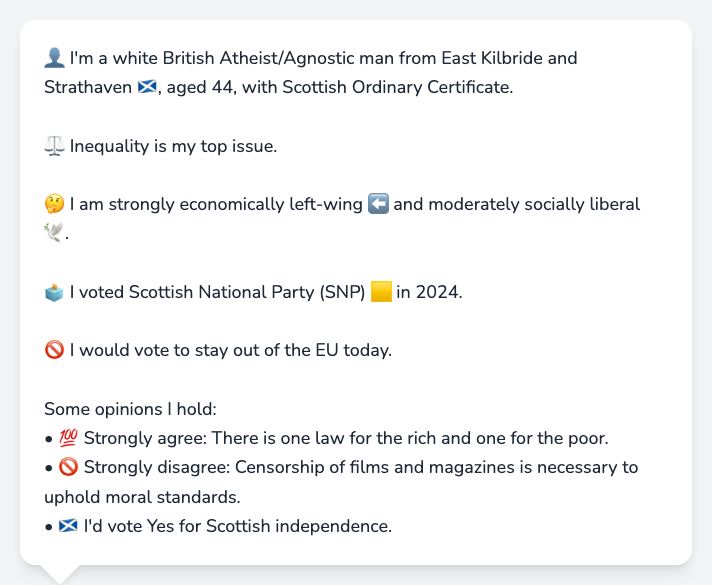 👤 I'm a white British Atheist/Agnostic man from East Kilbride and
Strathaven 🏴󠁧󠁢󠁳󠁣󠁴󠁿, aged 44, with Scottish Ordinary Certificate.
⚖️ Inequality is my top issue.
🤔 I am strongly economically left-wing ⬅️ and moderately socially liberal
🕊️.
🗳️ I voted Scottish National Party (SNP) 🟨 in 2024.
🚫 I would vote to stay out of the EU today.
Some opinions I hold:
• 💯 Strongly agree: There is one law for the rich and one for the poor.
• 🚫 Strongly disagree: Censorship of films and magazines is necessary to
uphold moral standards.
• 🏴󠁧󠁢󠁳󠁣󠁴󠁿 I'd vote Yes for Scottish independence.